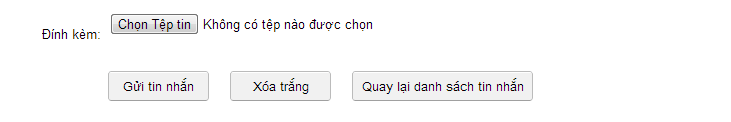 Đính kèm: Chọn Tệp tin Không có tệp nào được chọn
Gửi tin nhắn Xóa trắng Quay lại danh sách tin nhắn